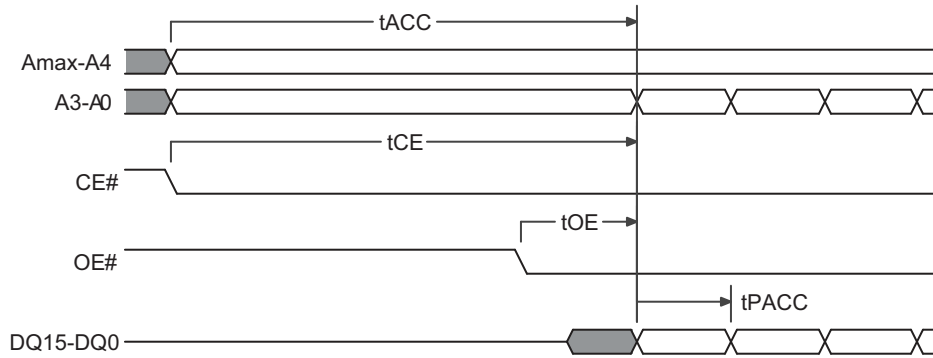 tACC
Amax-A4
A3-A0
tCE
CE#
tOE
OE#
tPACC
DQ15-DQ0